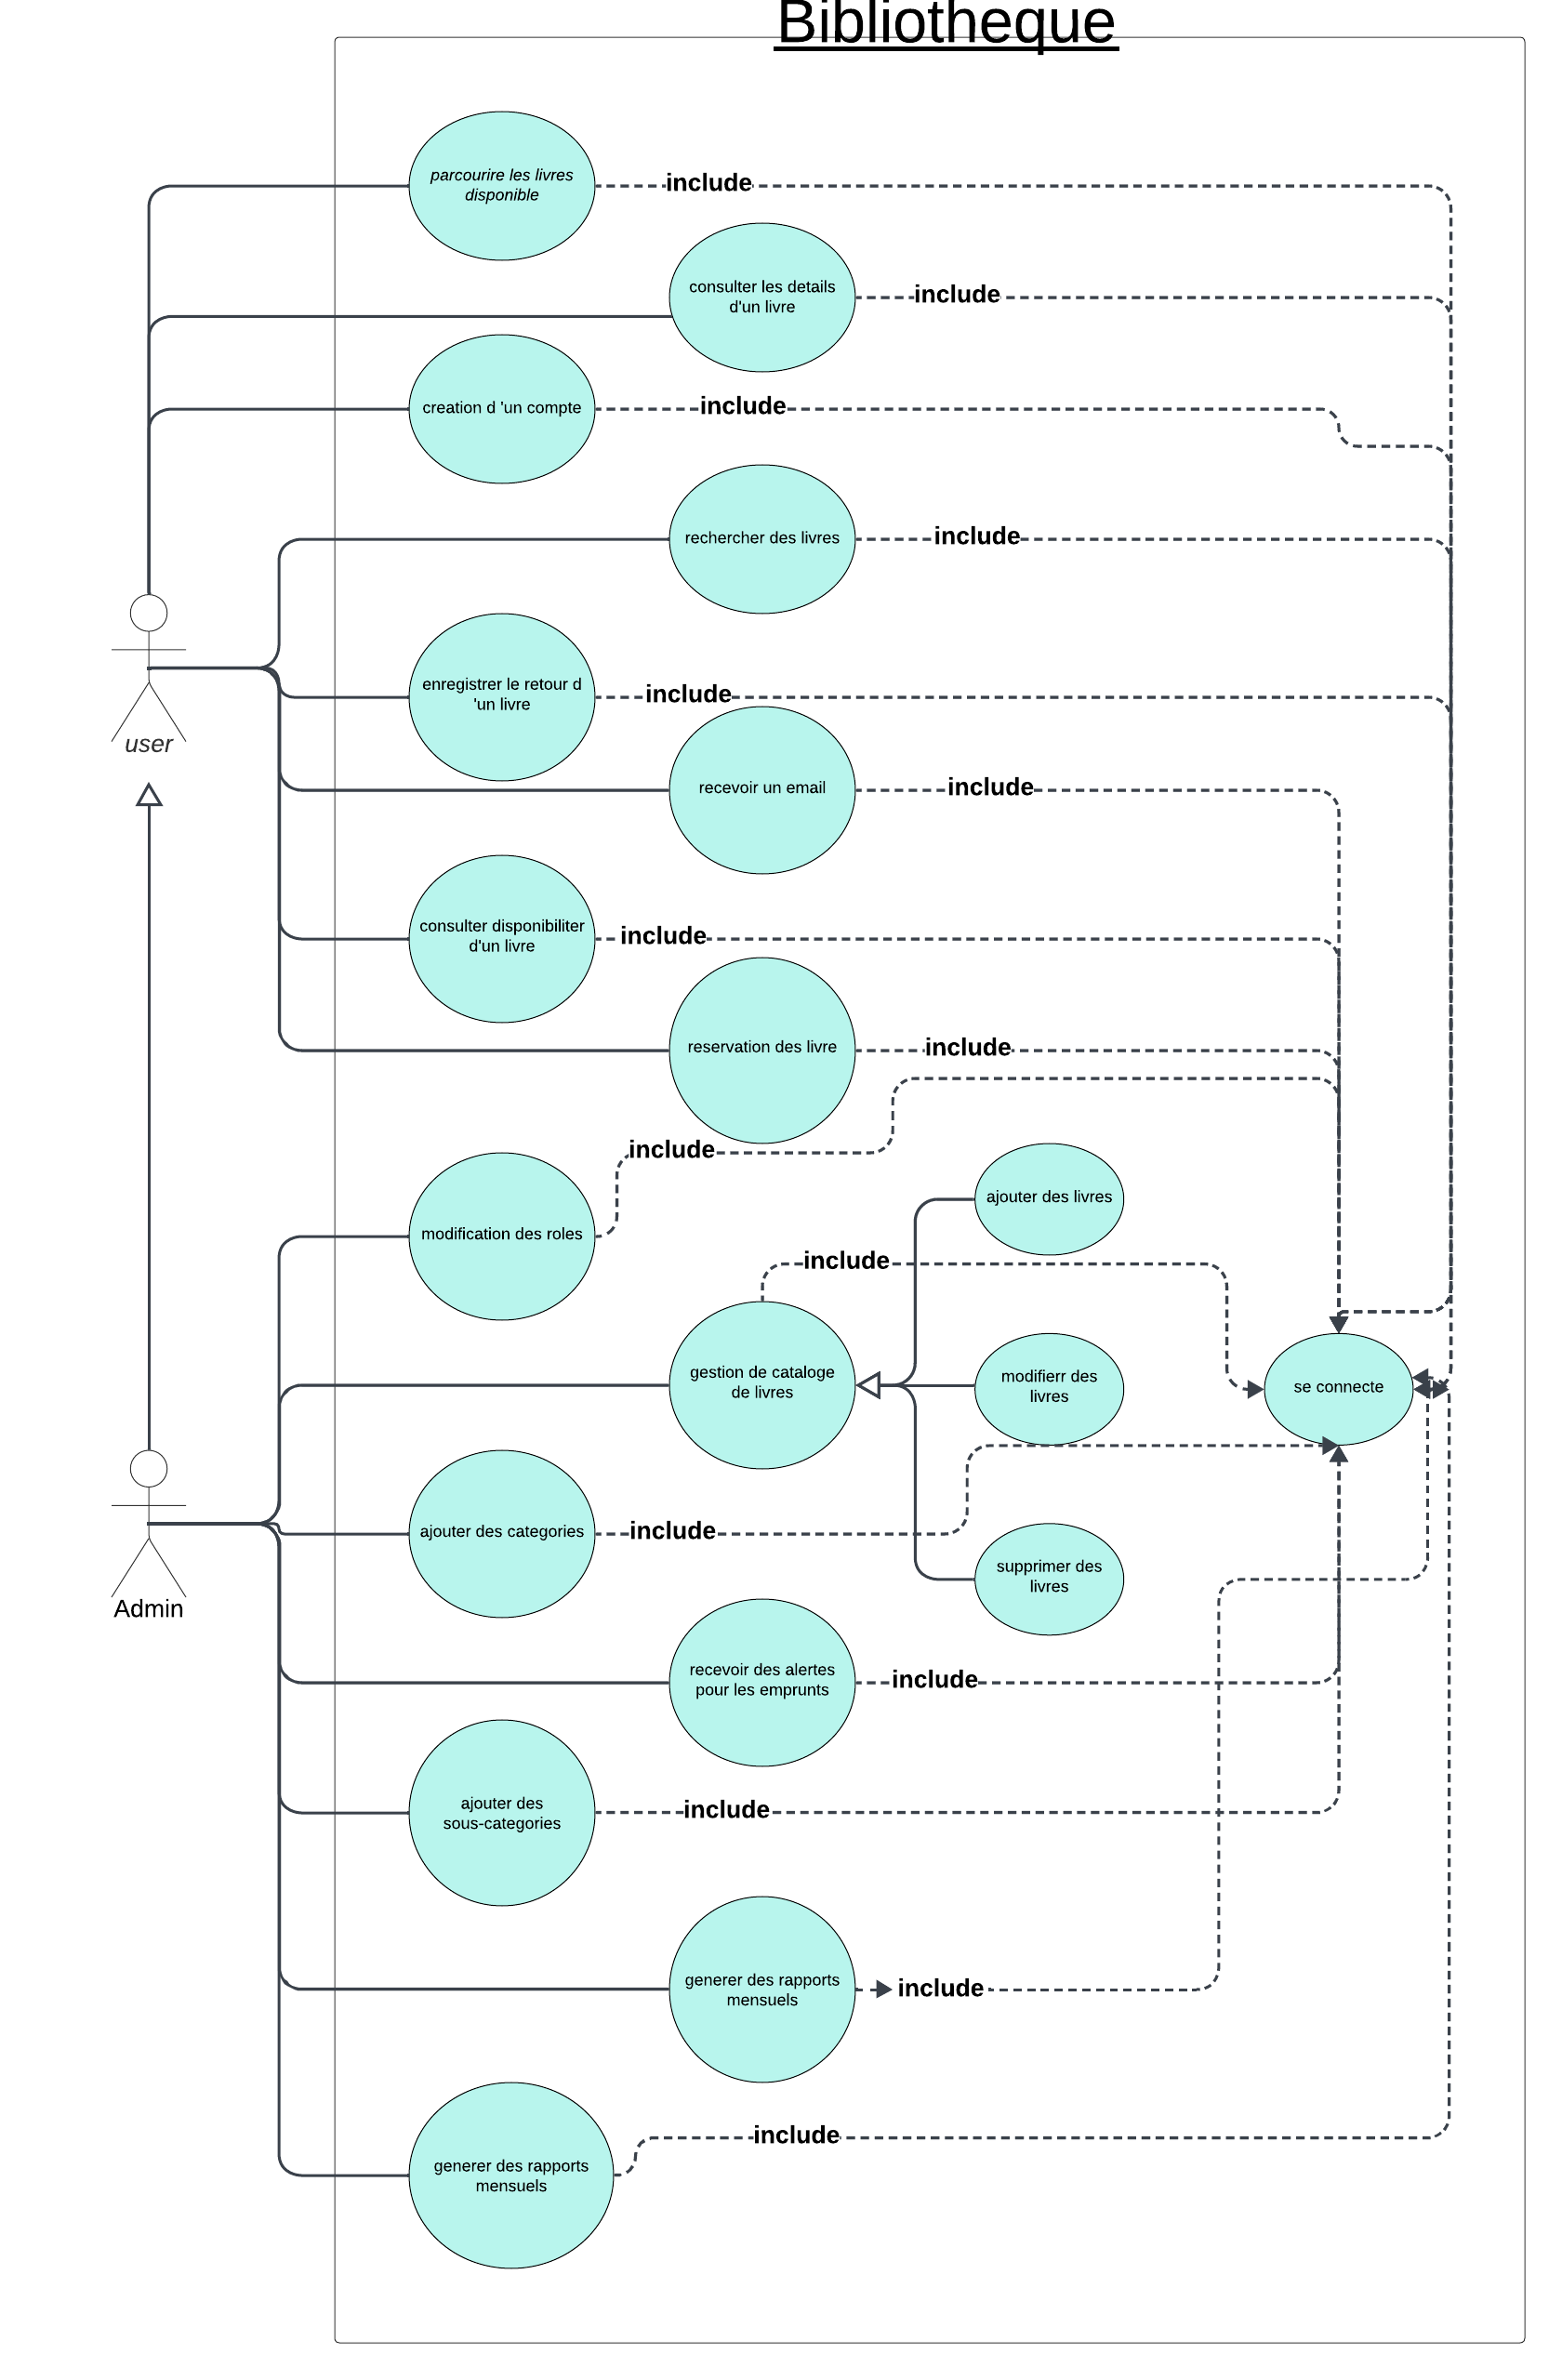 Bibliotheque
parcourire les livres
disponible
include
consulter les details
d'un livre
include
creation d 'un compte
include
rechercher des livres
include
enregistrer le retour d
'un livre
include
user
recevoir un email
include
consulter disponibiliter
d'un livre
include
reservation des livre
include
include
modification des roles
ajouter des livres
include
gestion de cataloge
de livres
modifierr des
livres
se connecte
ajouter des categories
include
supprimer des
livres
Admin
recevoir des alertes
pour les emprunts
include
ajouter des
sous-categories
include
generer des rapports
mensuels
include
include
generer des rapports
mensuels